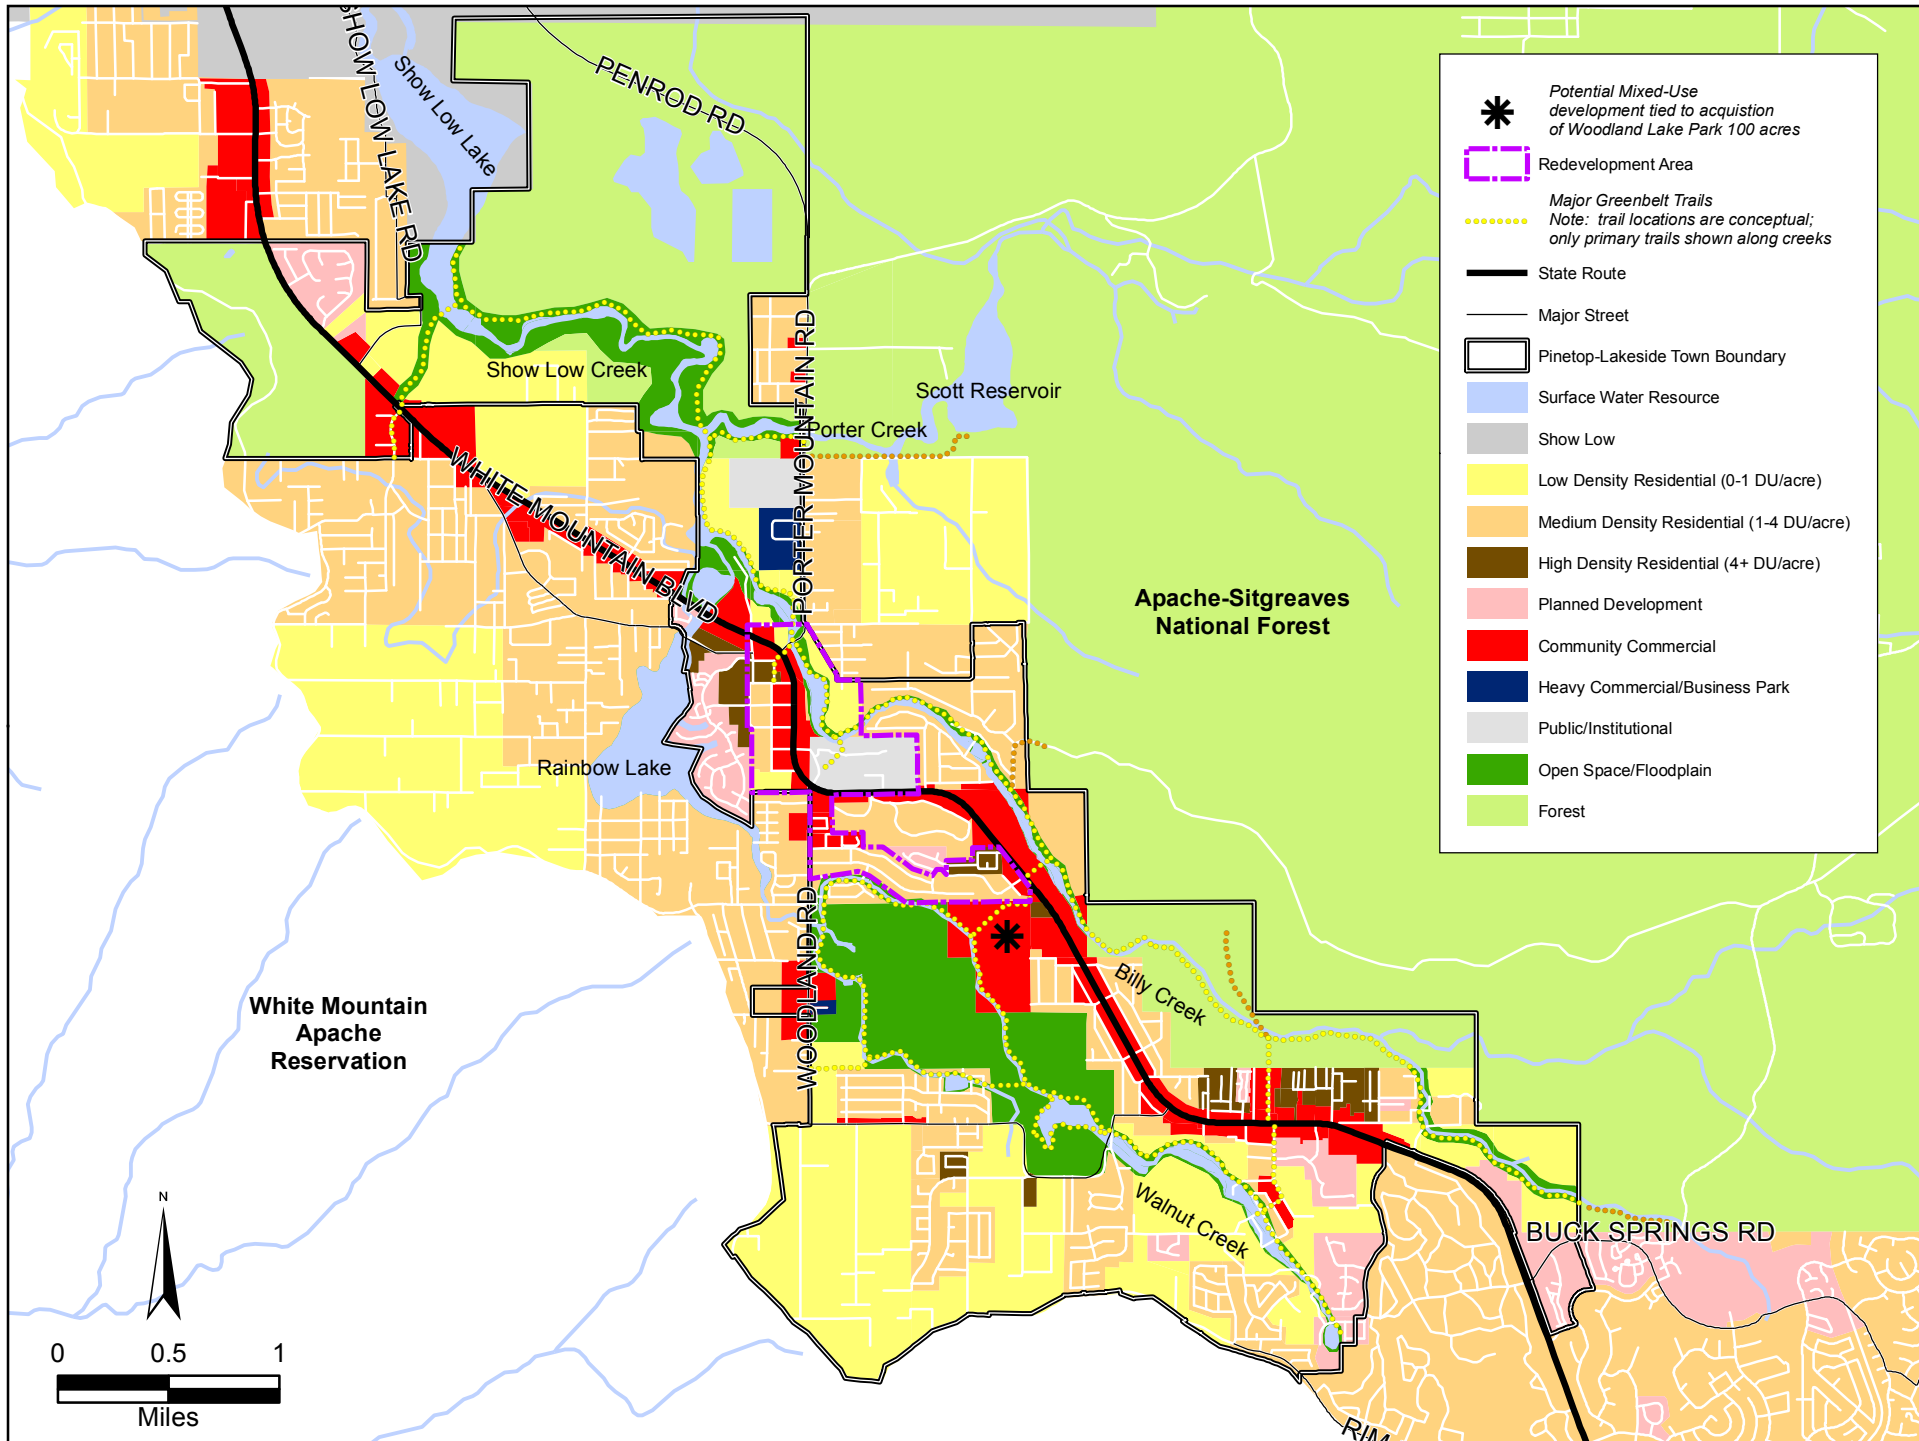 SHOW LOW LAKE RD
Show Low Lake
PENROD RD
Potential Mixed-Use
development tied to acquistion
of Woodland Lake Park 100 acres
Redevelopment Area
Major Greenbelt Trails
Note: trail locations are conceptual;
only primary trails shown along creeks
State Route
Major Street
Pinetop-Lakeside Town Boundary
Surface Water Resource
Show Low
Low Density Residential (0-1 DU/acre)
Medium Density Residential (1-4 DU/acre)
High Density Residential (4+ DU/acre)
Planned Development
Community Commercial
Heavy Commercial/Business Park
Public/Institutional
Open Space/Floodplain
Forest
Show Low Creek
PORTER MOUNTAIN RD
Scott Reservoir
Porter Creek
WHITE MOUNTAIN BLVD
Apache-Sitgreaves
National Forest
Rainbow Lake
WOODLAND RD
Billy Creek
White Mountain
Apache
Reservation
Walnut Creek
BUCK SPRINGS RD
N
0 0.5 1
Miles
RIM